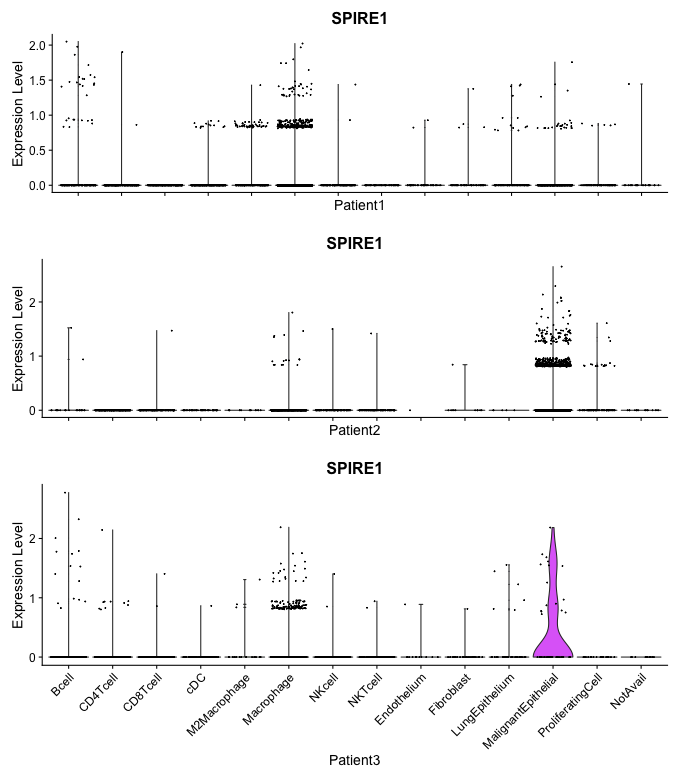 SPIRE1
Expression Level
2.0
1.5
1.0
0.5
0.0
Patient1
SPIRE1
Expression Level
2
1
0
Patient2
SPIRE1
Expression Level
2
1
0
Bcell
CD4Tcell
CD8Tcell
cDC
M2Macrophage
Macrophage
NKcell
NKTcell
Endothelium
Fibroblast
LungEpithelium
MalignantEpithelial
ProliferatingCell
NotAvail
Patient3